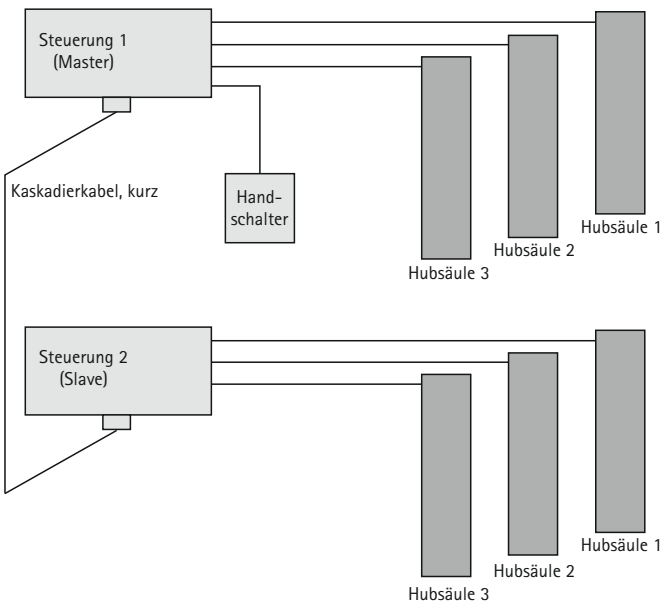 Steuerung 1
(Master)
Kaskadierkabel, kurz
Hand-
schalter
Hubsäule 1
Hubsäule 2
Hubsäule 3
Steuerung 2
(Slave)
Hubsäule 1
Hubsäule 2
Hubsäule 3